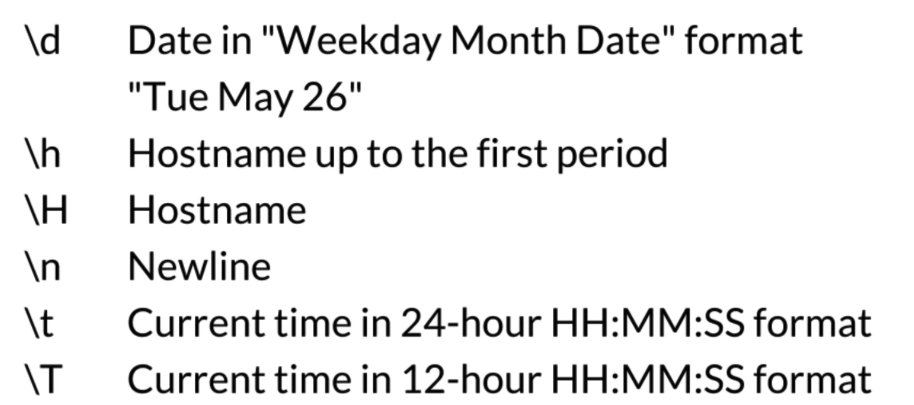 \d Date in "Weekday Month Date" format
"Tue May 26"
\h Hostname up to the first period
\H Hostname
\n Newline
\t Current time in 24-hour HH:MM:SS format
\T Current time in 12-hour HH:MM:SS format